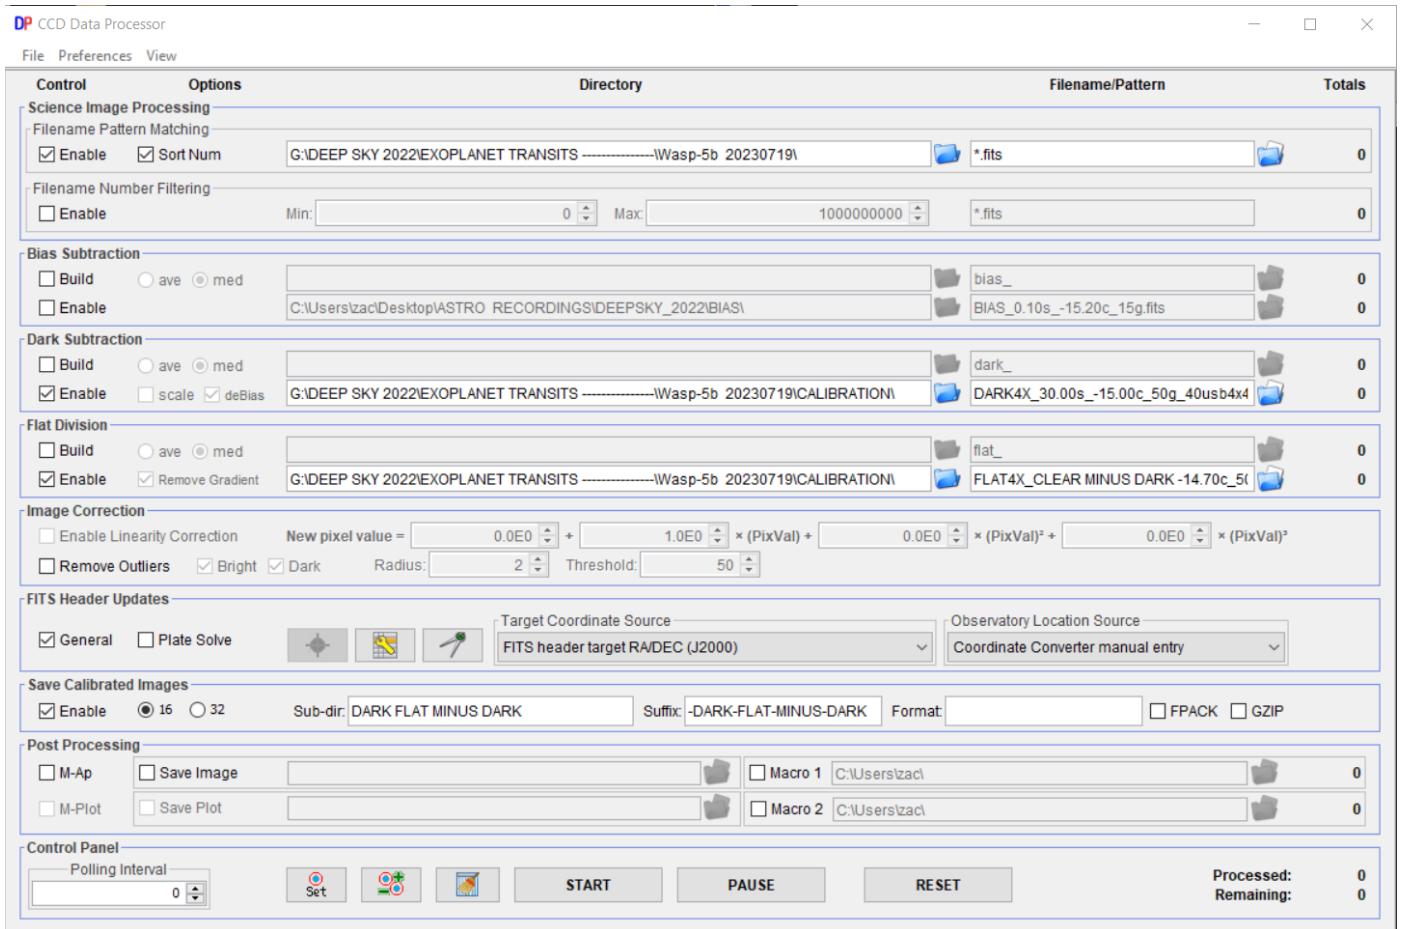 DP CCD Data Processor
File Preferences View
Control Options Directory Filename/Pattern Totals
Science Image Processing
Filename Pattern Matching
Enable Sort Num G:\DEEP SKY 2022\EXOPLANET TRANSITS ---------------\Wasp-5b 20230719\ *.fits 0
Filename Number Filtering
Enable Min: 0 Max: 1000000000 *.fits 0
Bias Subtraction
Build ave med bias_ 0
Enable C:\Users\zac\Desktop\ASTRO RECORDINGS\DEEPSKY_2022\BIAS\ BIAS_0.10s_-15.20c_15g.fits 0
Dark Subtraction
Build ave med dark_ 0
Enable scale deBias G:\DEEP SKY 2022\EXOPLANET TRANSITS ---------------\Wasp-5b 20230719\CALIBRATION\ DARK4X_30.00s_-15.00c_50g_40usb4x4 0
Flat Division
Build ave med flat_ 0
Enable Remove Gradient G:\DEEP SKY 2022\EXOPLANET TRANSITS ---------------\Wasp-5b 20230719\CALIBRATION\ FLAT4X_CLEAR MINUS DARK -14.70c_5( 0
Image Correction
Enable Linearity Correction New pixel value = 0.0E0 + 1.0E0 × (PixVal) + 0.0E0 × (PixVal)² + 0.0E0 × (PixVal)³
Remove Outliers Bright Dark Radius: 2 Threshold: 50
FITS Header Updates
Target Coordinate Source Observatory Location Source
General Plate Solve FITS header target RA/DEC (J2000) Coordinate Converter manual entry
Save Calibrated Images
Enable 16 32 Sub-dir: DARK FLAT MINUS DARK Suffix: -DARK-FLAT-MINUS-DARK Format: FPACK GZIP
Post Processing
M-Ap Save Image Macro 1 C:\Users\zac\ 0
M-Plot Save Plot Macro 2 C:\Users\zac\ 0
Control Panel
Polling Interval
0 Set START PAUSE RESET
Processed: 0
Remaining: 0